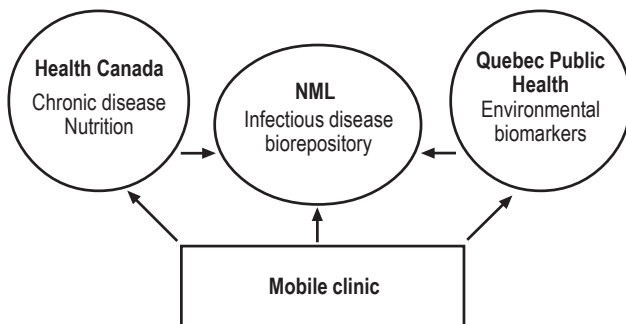 Health Canada
Chronic disease
Nutrition
NML
Infectious disease
biorepository
Quebec Public
Health
Environmental
biomarkers
Mobile clinic